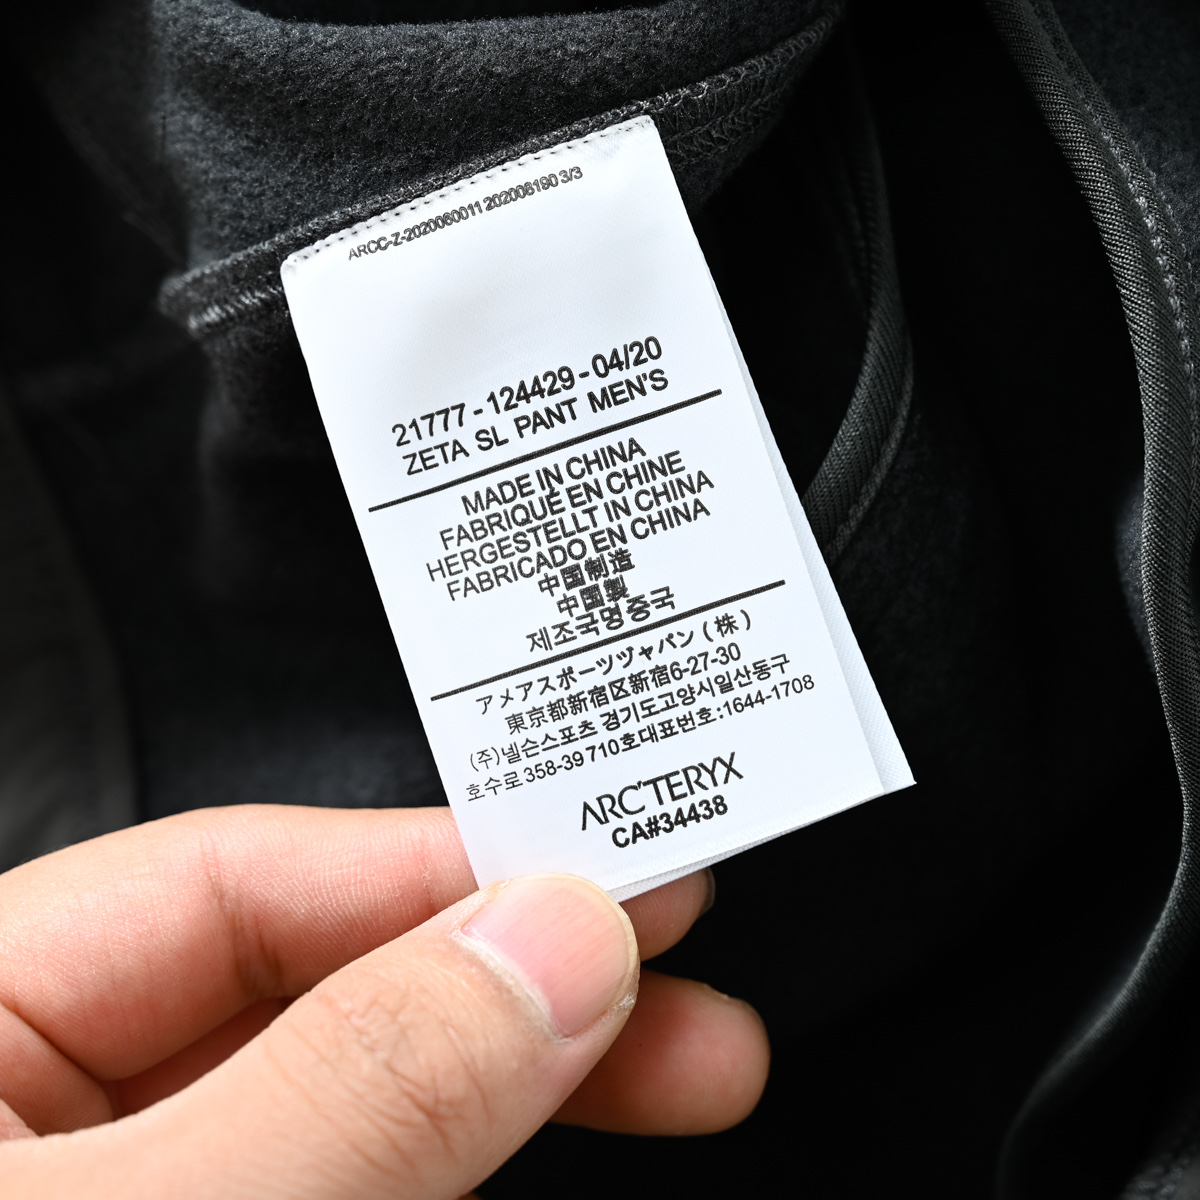 ARCC-Z-2020060011 202008190 3/3
21777 - 124429 - 04/20
ZETA SL PANT MEN'S
MADE IN CHINA
FABRIQUÉ EN CHINE
HERGESTELLT IN CHINA
FABRICADO EN CHINA
中国制造
中国製
제조국명중국
アメアスポーツヅャパン (株)
東京都新宿区新宿6-27-30
(주)넬슨스포츠 경기도고양시일산동구
호수로 358-39 710호대표번호:1644-1708
ARC'TERYX
CA#34438